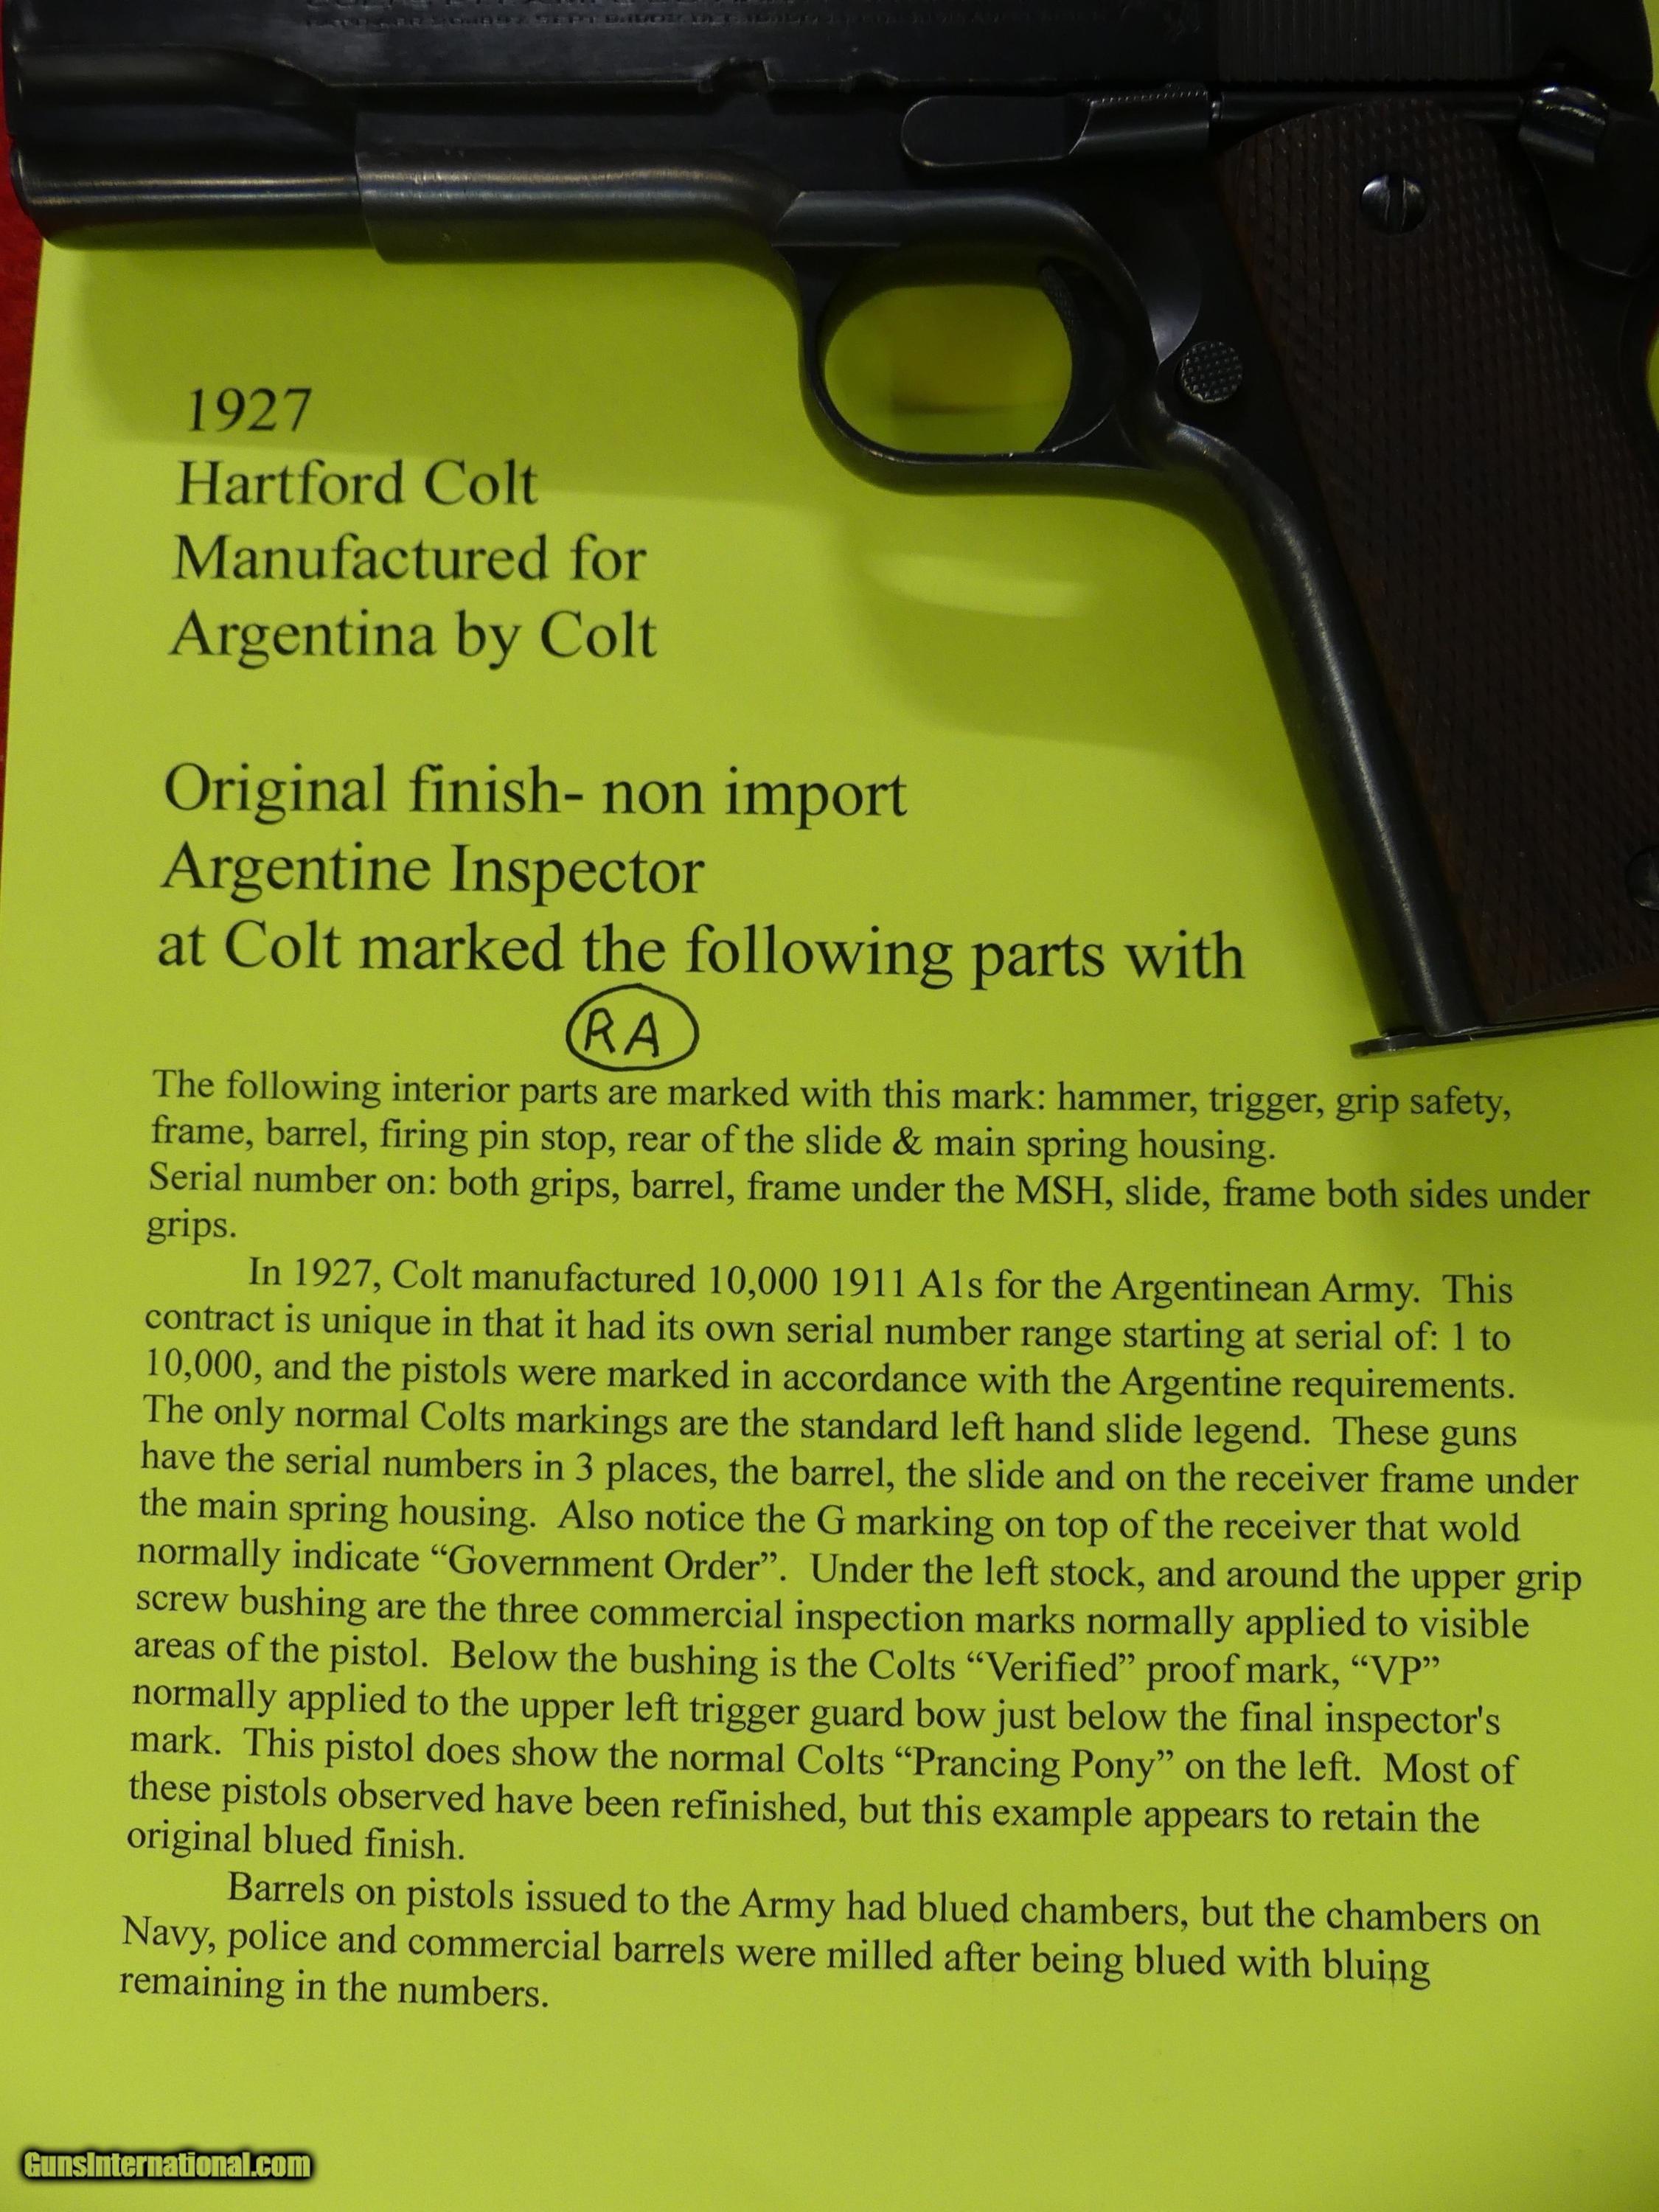 1927
Hartford Colt
Manufactured for
Argentina by Colt
Original finish- non import
Argentine Inspector
at Colt marked the following parts with
RA
The following interior parts are marked with this mark: hammer, trigger, grip safety,
frame, barrel, firing pin stop, rear of the slide & main spring housing.
Serial number on: both grips, barrel, frame under the MSH, slide, frame both sides under
grips.
In 1927, Colt manufactured 10,000 1911 A1s for the Argentinean Army. This
contract is unique in that it had its own serial number range starting at serial of: 1 to
10,000, and the pistols were marked in accordance with the Argentine requirements.
The only normal Colts markings are the standard left hand slide legend. These guns
have the serial numbers in 3 places, the barrel, the slide and on the receiver frame under
the main spring housing. Also notice the G marking on top of the receiver that wold
normally indicate “Government Order”. Under the left stock, and around the upper grip
screw bushing are the three commercial inspection marks normally applied to visible
areas of the pistol. Below the bushing is the Colts “Verified” proof mark, “VP”
normally applied to the upper left trigger guard bow just below the final inspector's
mark. This pistol does show the normal Colts “Prancing Pony” on the left. Most of
these pistols observed have been refinished, but this example appears to retain the
original blued finish.
Barrels on pistols issued to the Army had blued chambers, but the chambers on
Navy, police and commercial barrels were milled after being blued with bluing
remaining in the numbers.
GunsInternational.com